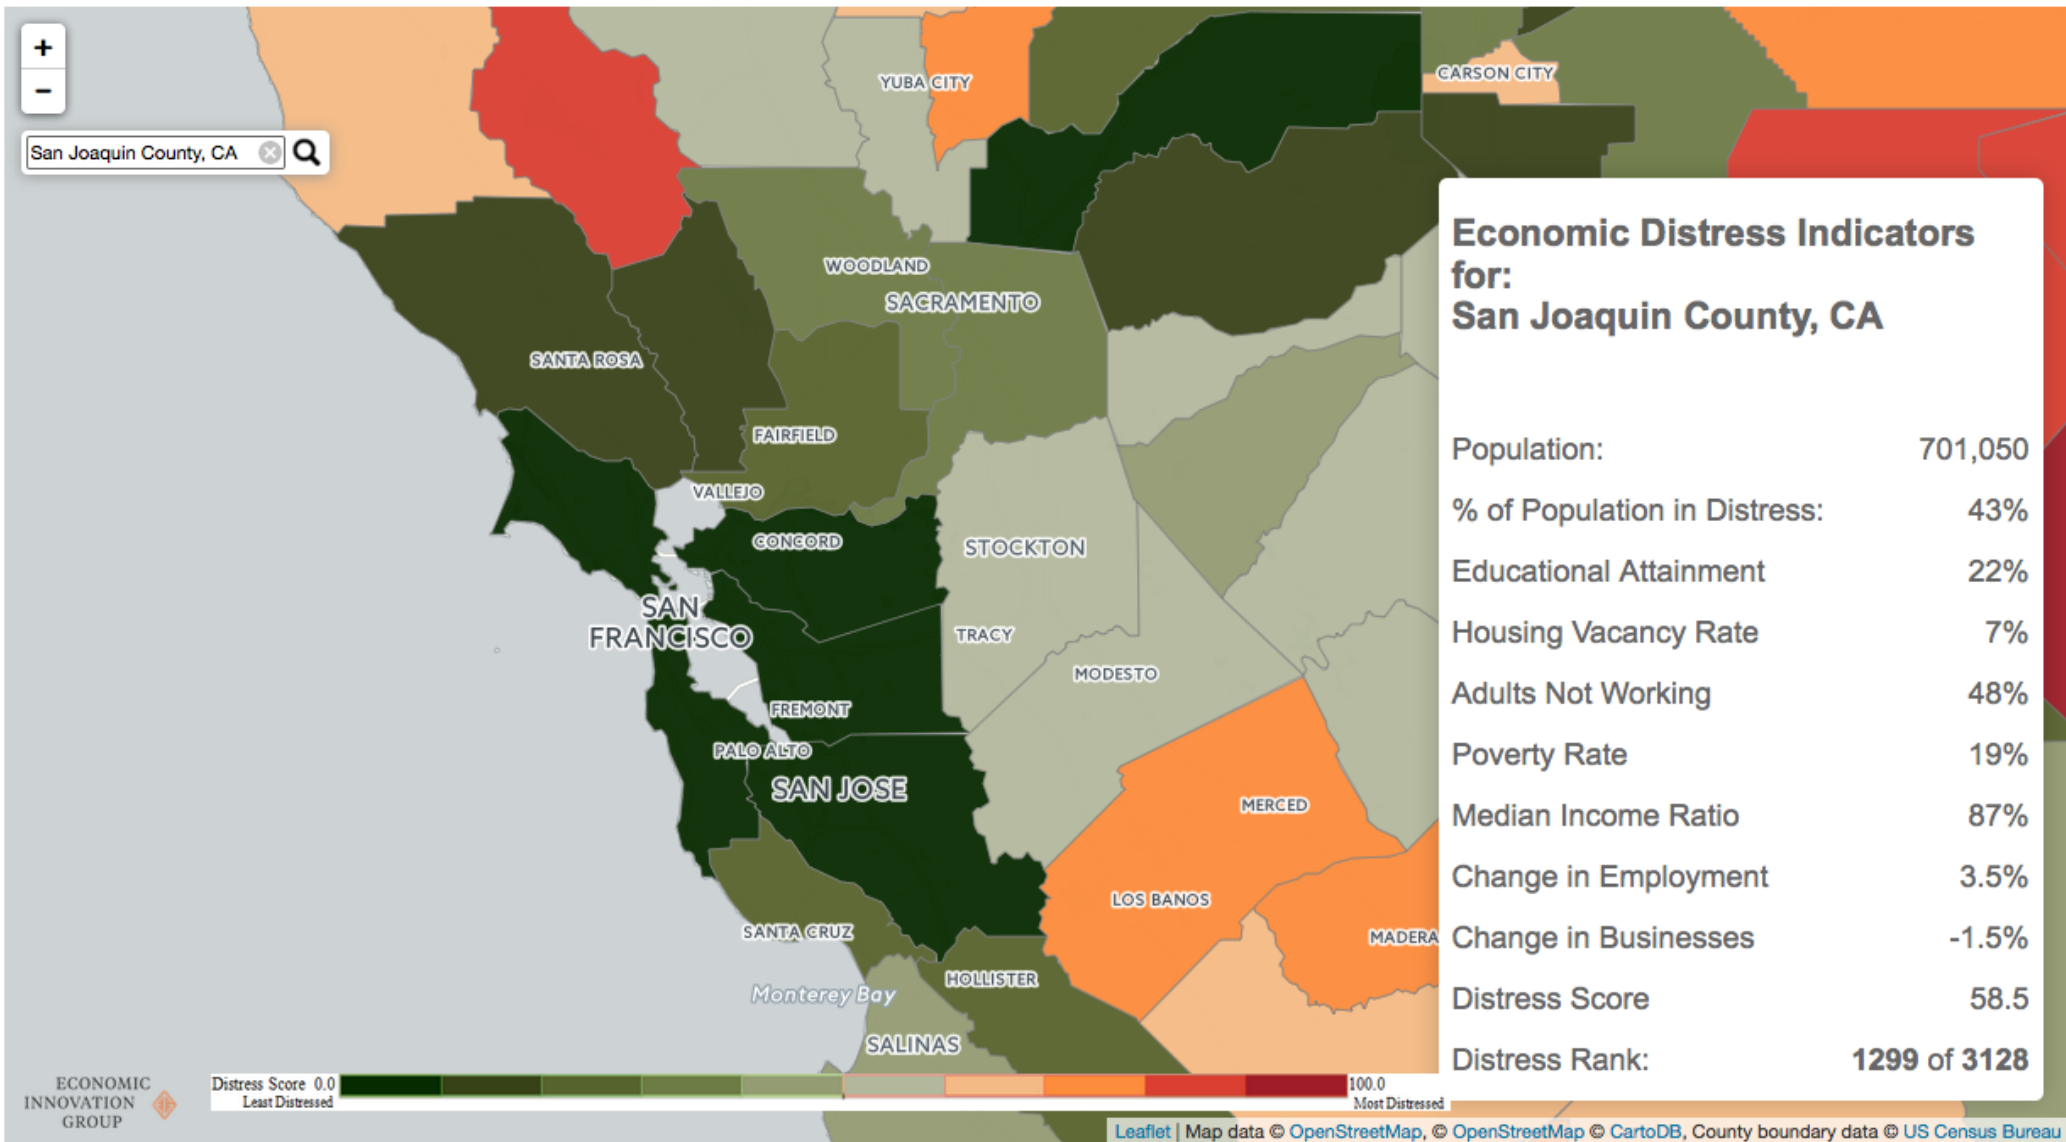 +
−
San Joaquin County, CA
YUBA CITY
CARSON CITY
WOODLAND
SACRAMENTO
SANTA ROSA
FAIRFIELD
VALLEJO
CONCORD
STOCKTON
SAN
FRANCISCO
TRACY
MODESTO
FREMONT
PALO ALTO
SAN JOSE
MERCED
LOS BANOS
SANTA CRUZ
MADERA
HOLLISTER
Monterey Bay
SALINAS
Economic Distress Indicators
for:
San Joaquin County, CA
Population: 701,050
% of Population in Distress: 43%
Educational Attainment 22%
Housing Vacancy Rate 7%
Adults Not Working 48%
Poverty Rate 19%
Median Income Ratio 87%
Change in Employment 3.5%
Change in Businesses -1.5%
Distress Score 58.5
Distress Rank: 1299 of 3128
ECONOMIC
INNOVATION
GROUP
Distress Score 0.0 100.0
Least Distressed Most Distressed
Leaflet | Map data © OpenStreetMap, © OpenStreetMap © CartoDB, County boundary data © US Census Bureau